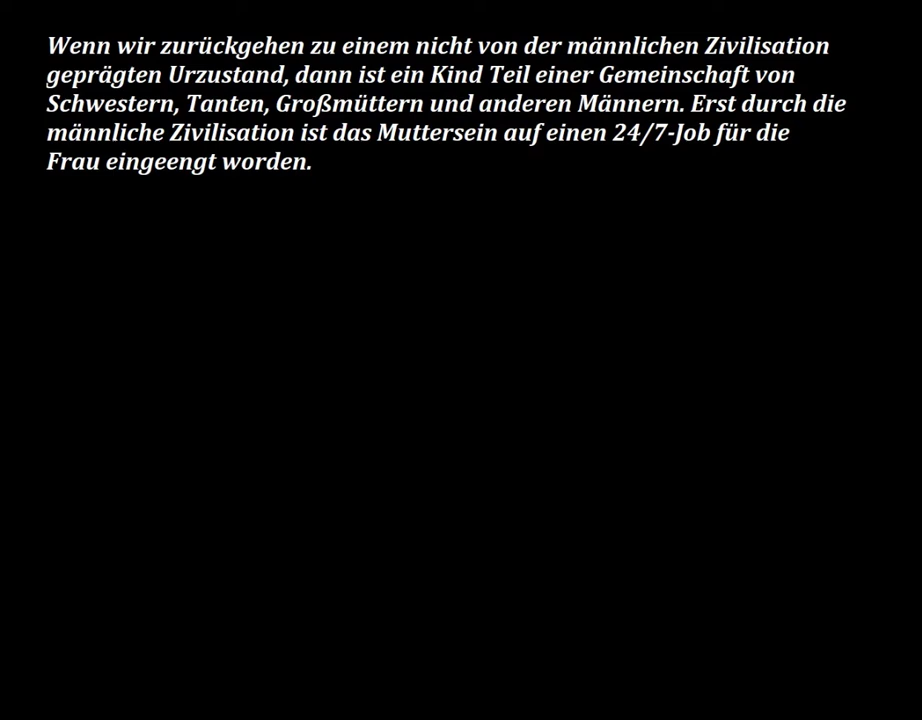 Wenn wir zurückgehen zu einem nicht von der männlichen Zivilisation
geprägten Urzustand, dann ist ein Kind Teil einer Gemeinschaft von
Schwestern, Tanten, Großmüttern und anderen Männern. Erst durch die
männliche Zivilisation ist das Muttersein auf einen 24/7-Job für die
Frau eingeengt worden.